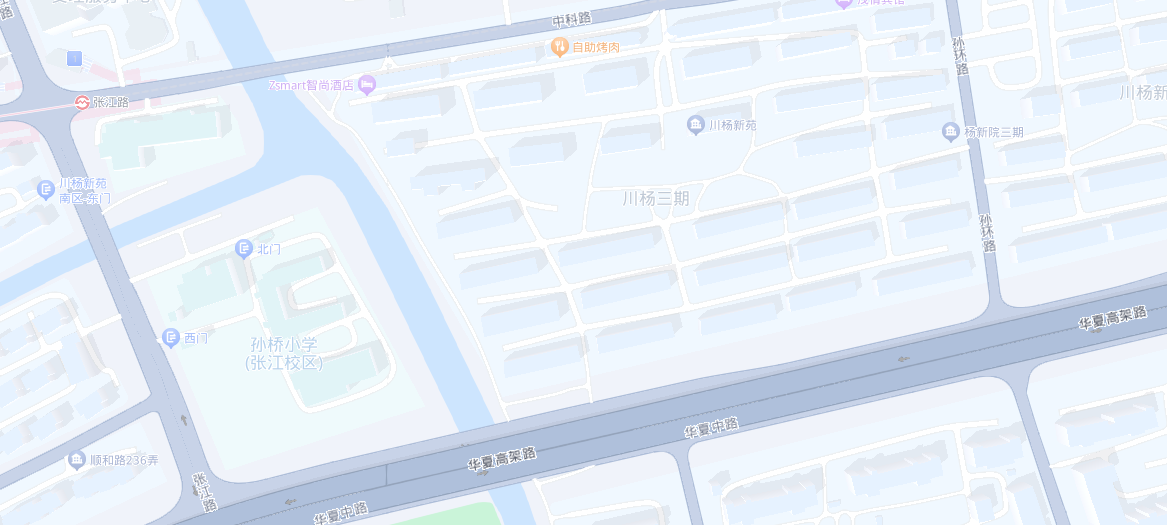 中科路
茂情宾馆
自助烤肉
7smart智尚酒店
张江路
孙环路
川杨新
川杨新苑
杨新院三期
川杨新苑
南区-东门
川杨三期
孙环路
北门
西门
孙桥小学
(张江校区)
华夏高架路
华夏中路
华夏高架路
顺和路236弄
张江路
华夏中路